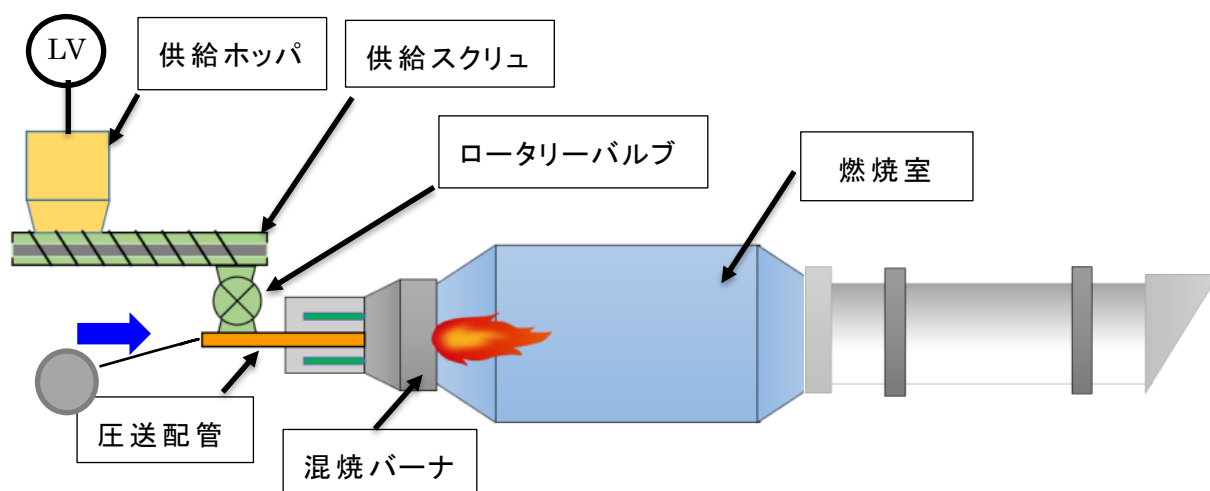 LV
供給ホッパ
供給スクリュ
ロータリーバルブ
燃焼室
圧送配管
混焼バーナ